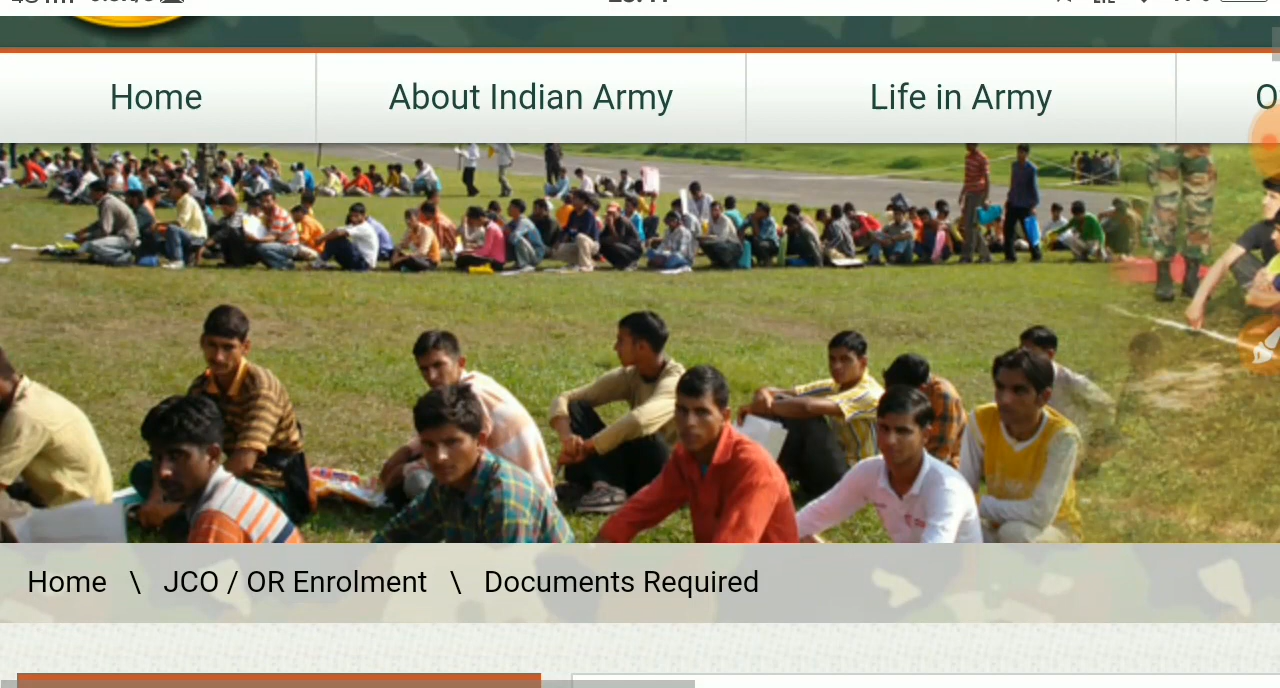 Home
About Indian Army
Life in Army
Home \ JCO / OR Enrolment \ Documents Required